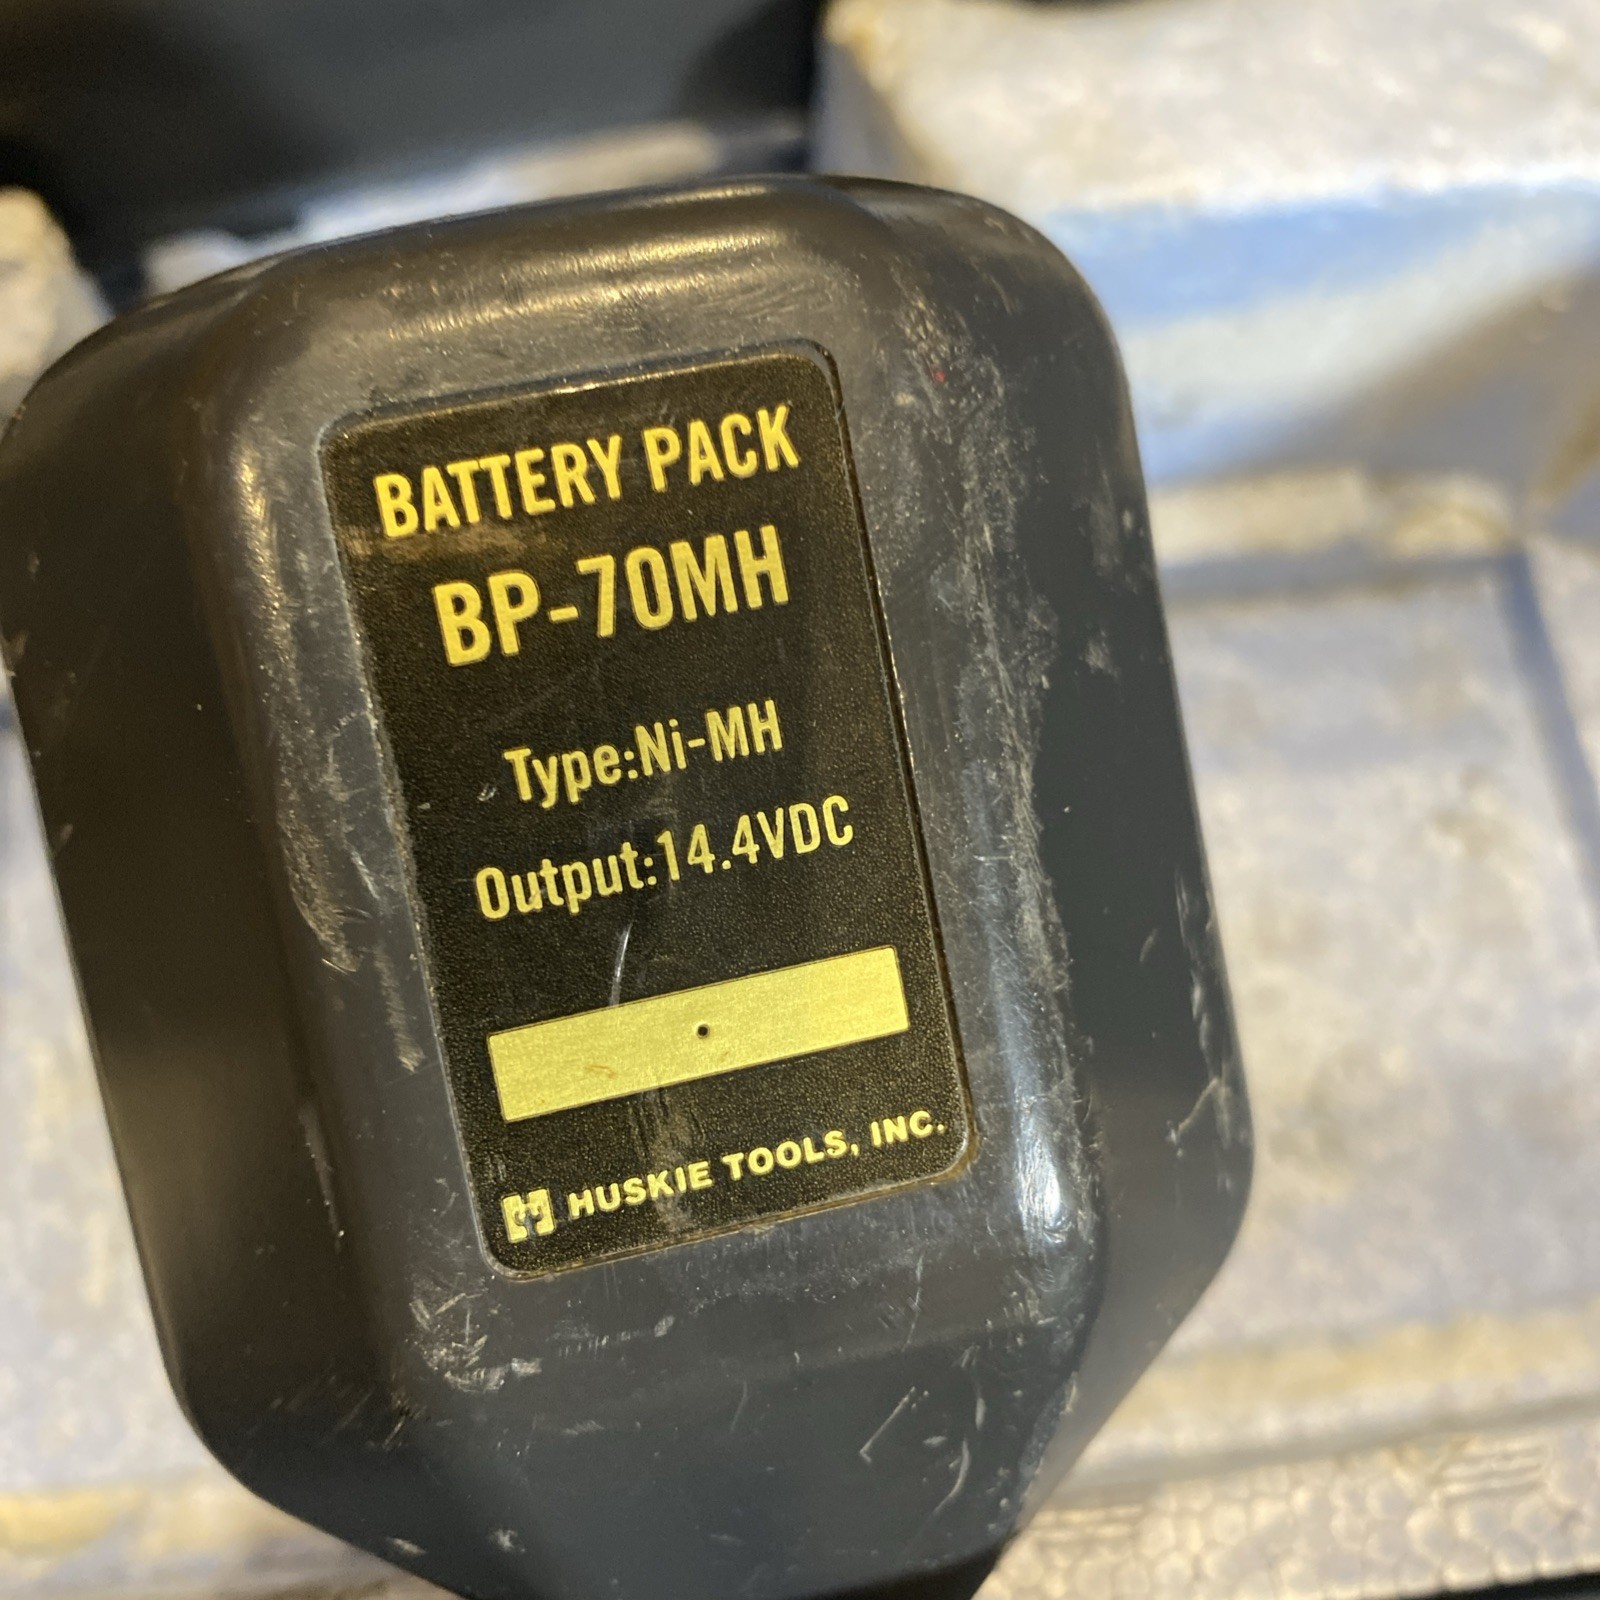 BATTERY PACK
BP-70MH
Type:Ni-MH
Output:14.4VDC
HUSKIE TOOLS, INC.